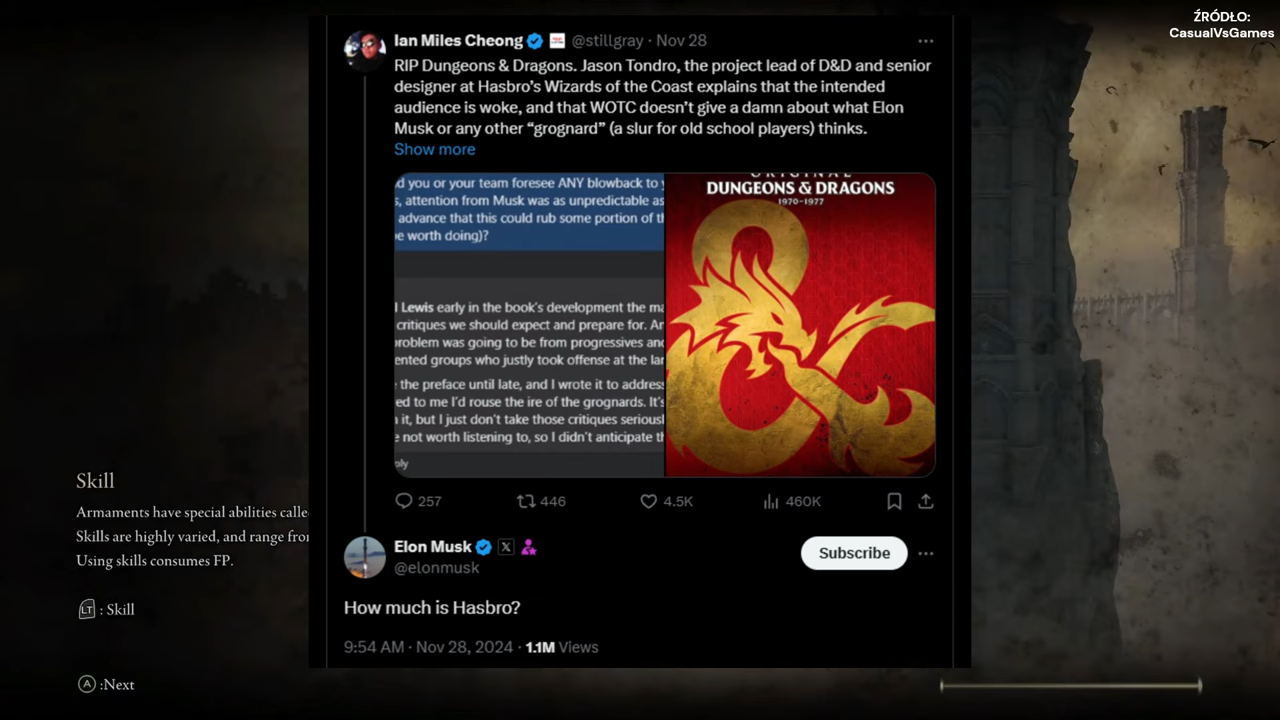 ŹRÓDŁO:
CasualVsGames
Ian Miles Cheong @stillgray · Nov 28
RIP Dungeons & Dragons. Jason Tondro, the project lead of D&D and senior
designer at Hasbro's Wizards of the Coast explains that the intended
audience is woke, and that WOTC doesn't give a damn about what Elon
Musk or any other “grognard” (a slur for old school players) thinks.
Show more
d you or your team foresee ANY blowback to
s, attention from Musk was as unpredictable as
advance that this could rub some portion of th
be worth doing)?
l Lewis early in the book's development the ma
critiques we should expect and prepare for. An
problem was going to be from progressives and
ented groups who justly took offense at the lan
the preface until late, and I wrote it to address
ed to me I'd rouse the ire of the grognards. It's
it, but I just don't take those critiques seriousl
e not worth listening to, so I didn't anticipate th
ply
ORIGINAL
DUNGEONS & DRAGONS
1970-1977
257 446 4.5K 460K
Elon Musk X
@elonmusk
Subscribe
How much is Hasbro?
9:54 AM · Nov 28, 2024 · 1.1M Views
Skill
Armaments have special abilities calle
Skills are highly varied, and range fro
Using skills consumes FP.
LT : Skill
A :Next